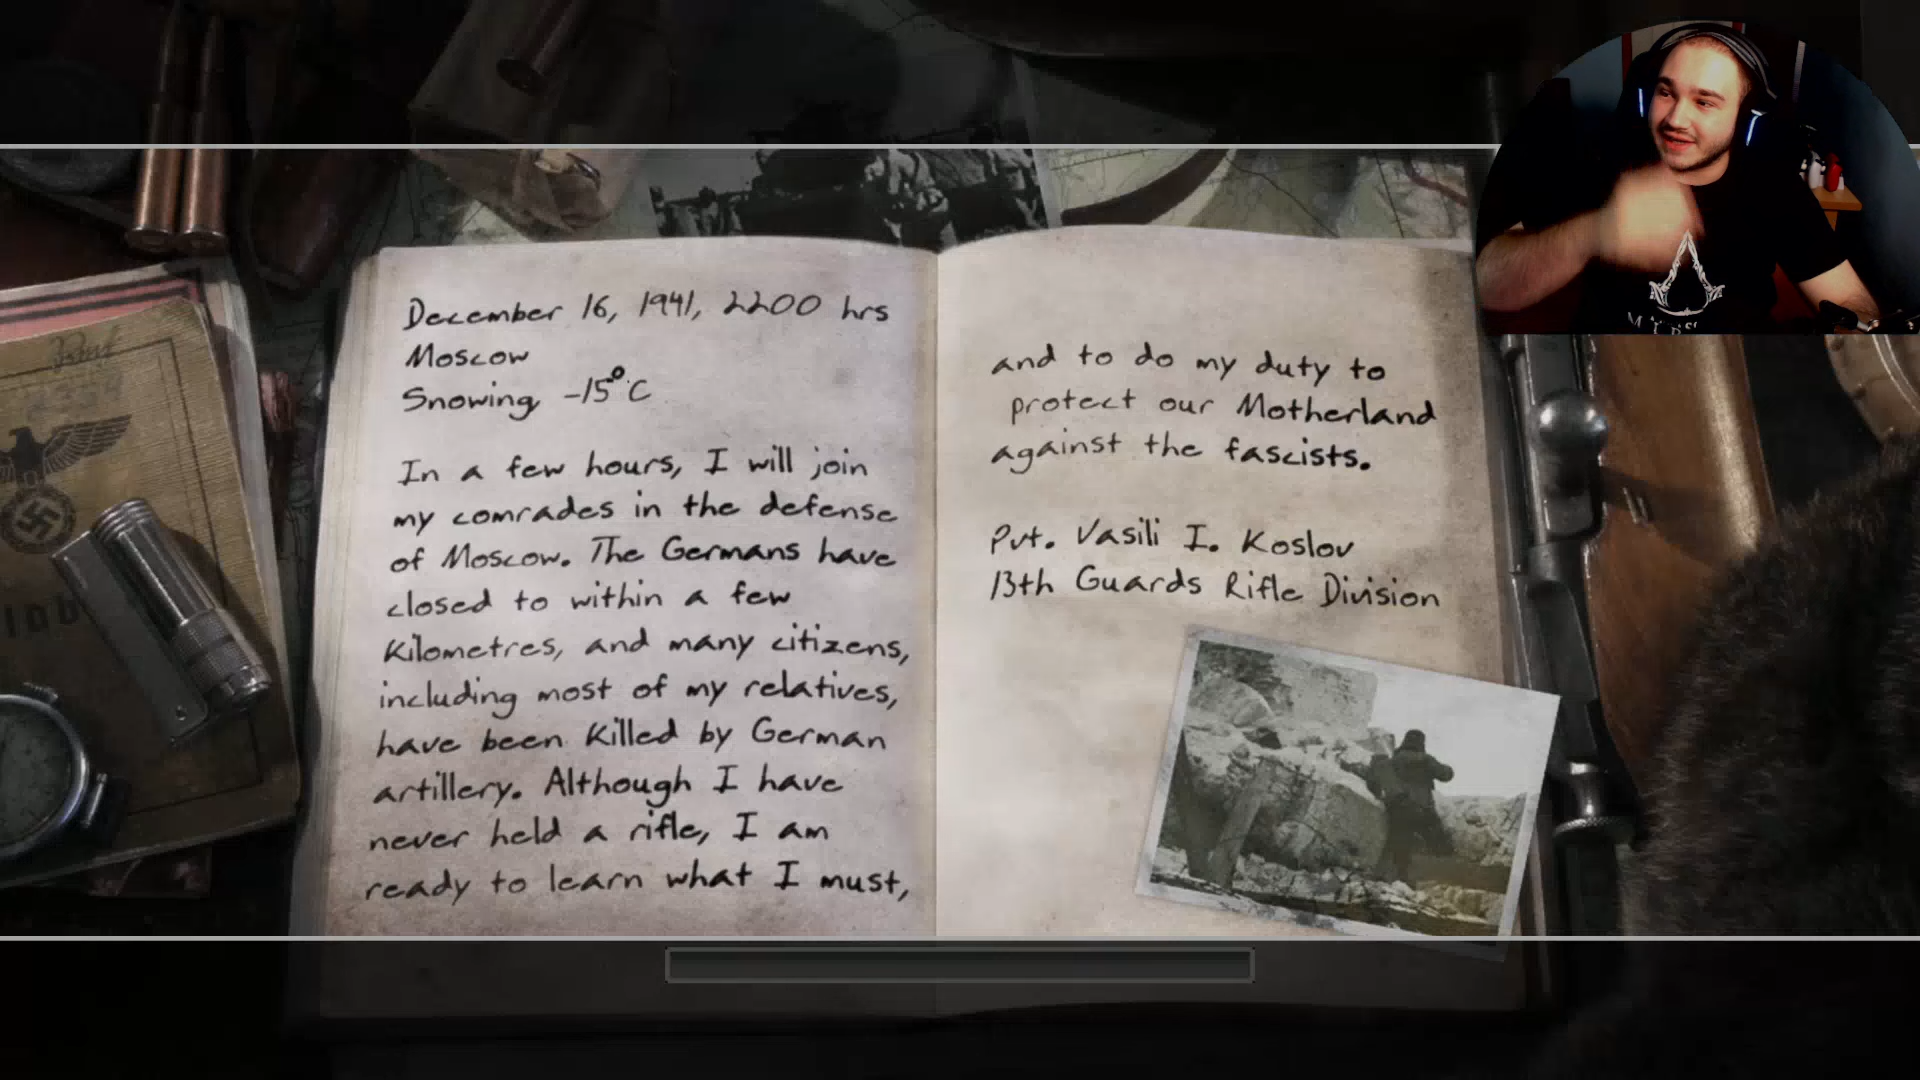 December 16, 1941, 2200 hrs
Moscow
Snowing -15°C
In a few hours, I will join
my comrades in the defense
of Moscow. The Germans have
closed to within a few
kilometres, and many citizens,
including most of my relatives,
have been killed by German
artillery. Although I have
never held a rifle, I am
ready to learn what I must,
and to do my duty to
protect our Motherland
against the fascists.
Pvt. Vasili I. Koslov
13th Guards Rifle Division